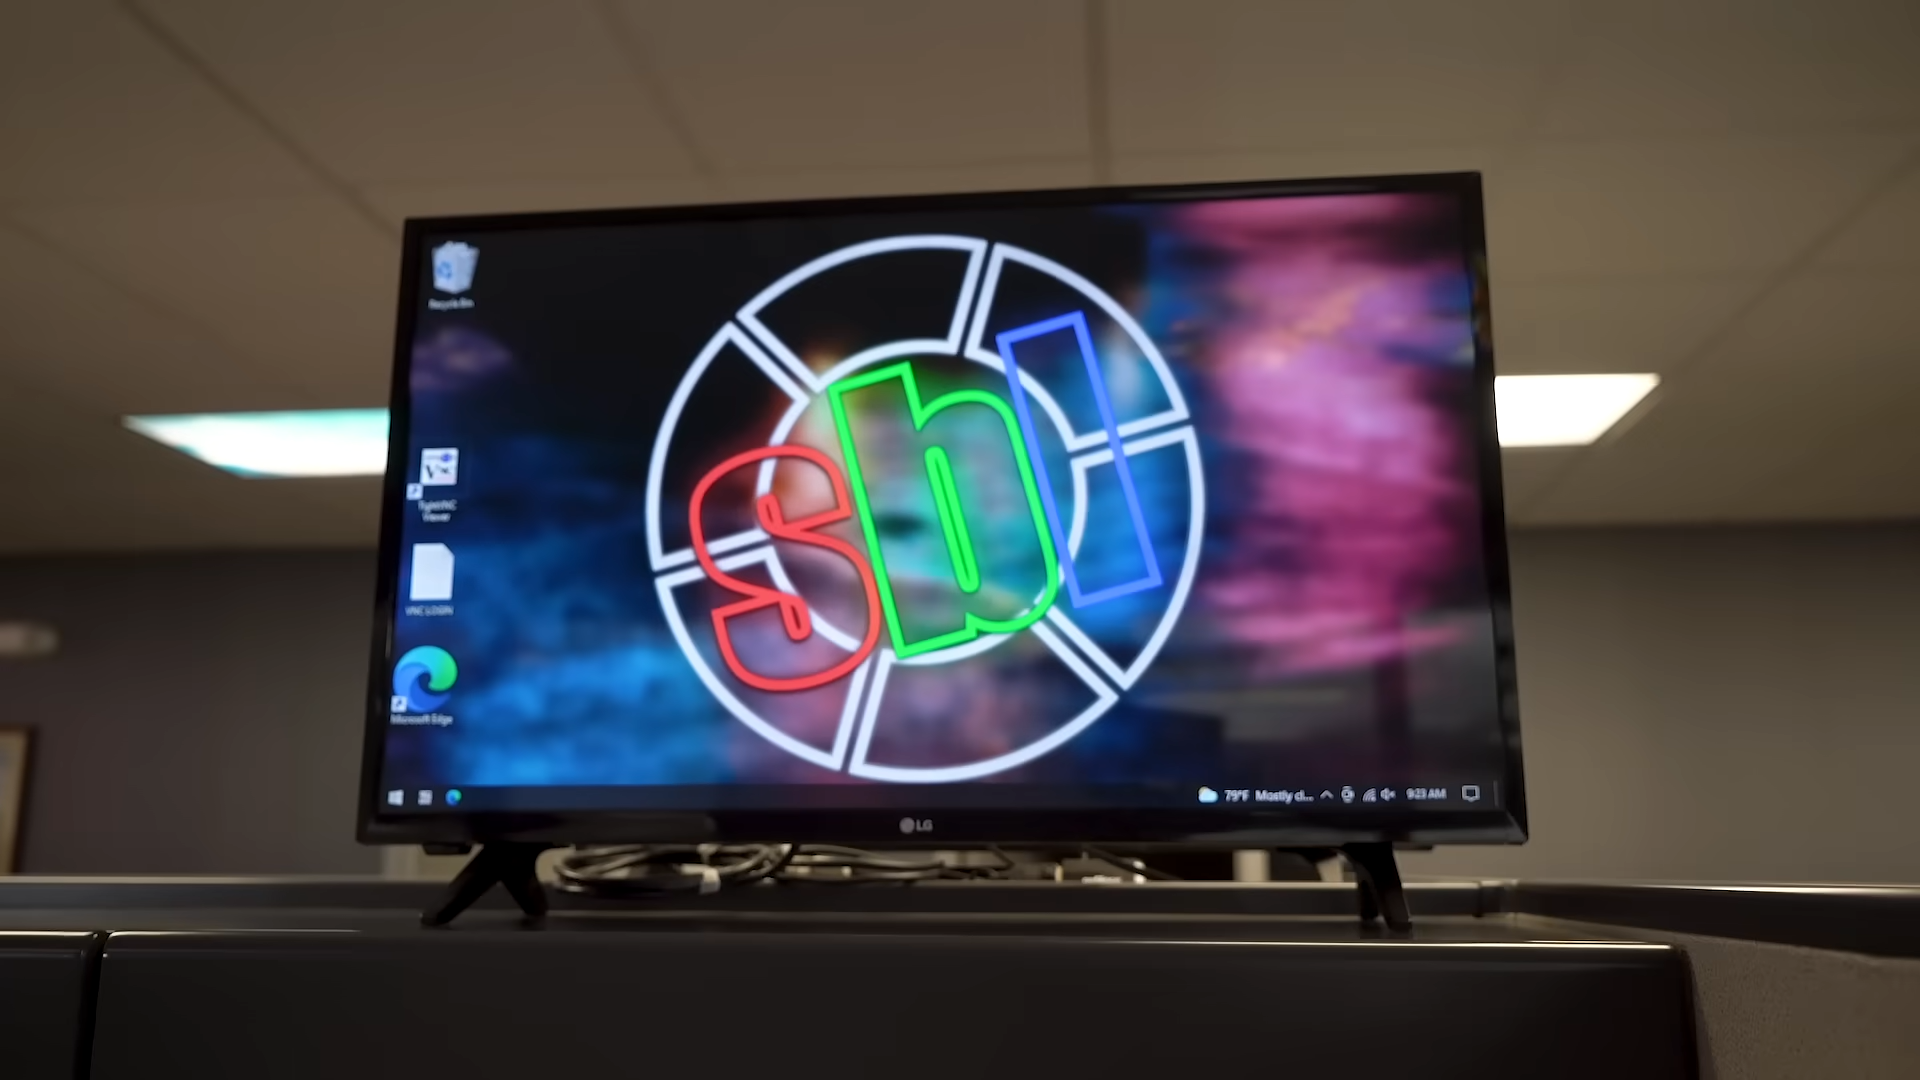 Recycle Bin
sbl
TightVNC
Viewer
VNC LOGIN
Microsoft Edge
79°F Mostly cl... 9:23 AM
LG